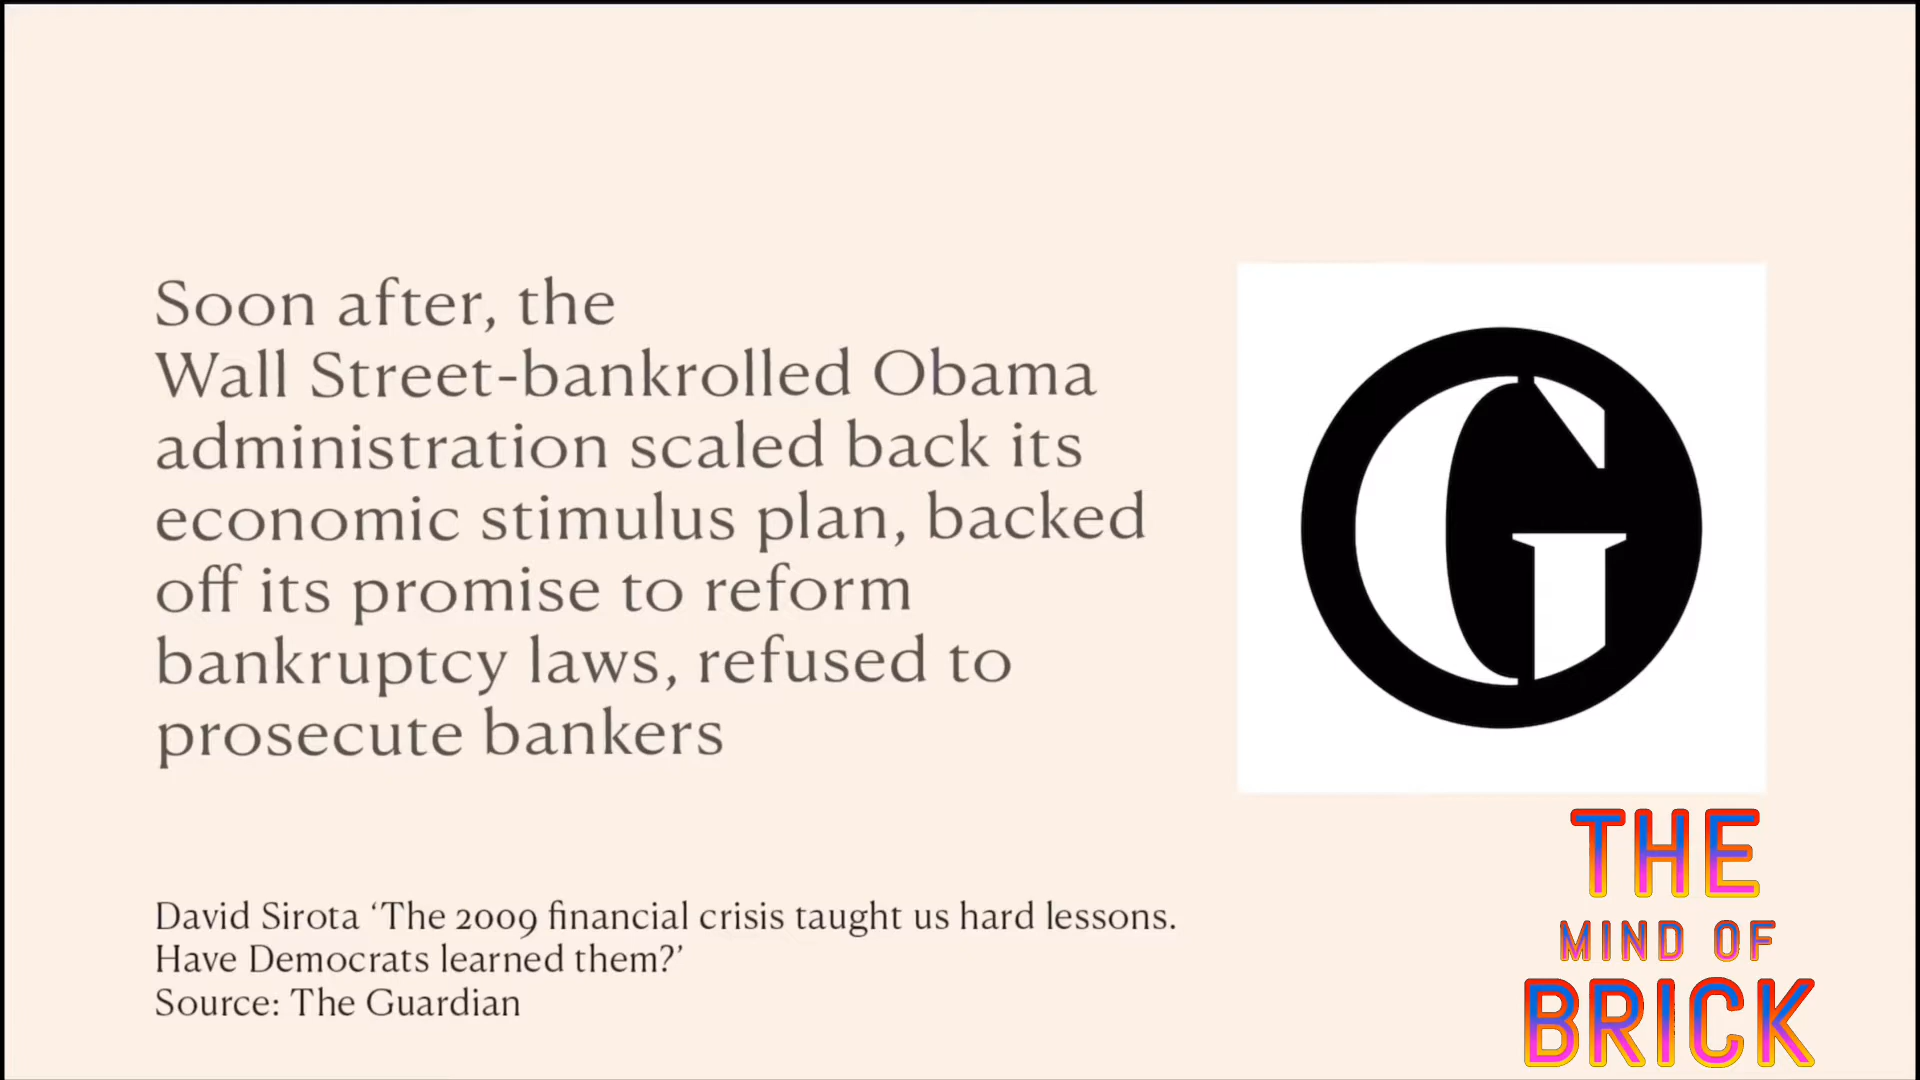 Soon after, the
Wall Street-bankrolled Obama
administration scaled back its
economic stimulus plan, backed
off its promise to reform
bankruptcy laws, refused to
prosecute bankers
G
David Sirota ‘The 2009 financial crisis taught us hard lessons.
Have Democrats learned them?’
Source: The Guardian
THE
MIND OF
BRICK